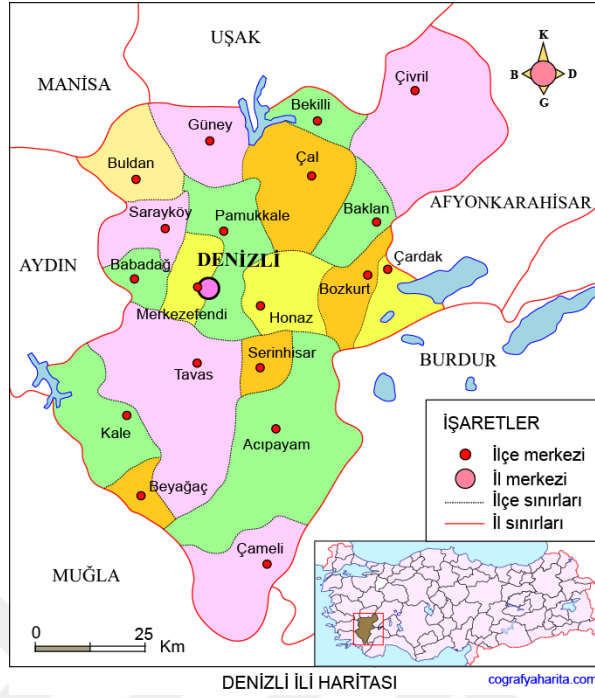 UŞAK
K
B D
G
MANİSA
Çivril
Bekilli
Güney
Çal
Buldan
AFYONKARAHİSAR
Sarayköy
Pamukkale
Baklan
AYDIN
Babadağ
DENİZLİ
Çardak
Bozkurt
Merkezefendi
Honaz
Serinhisar
BURDUR
Tavas
Kale
Acıpayam
Beyağaç
Çameli
MUĞLA
İŞARETLER
İlçe merkezi
İl merkezi
İlçe sınırları
İl sınırları
0 25
Km
DENİZLİ İLİ HARİTASI
cografyaharita.com